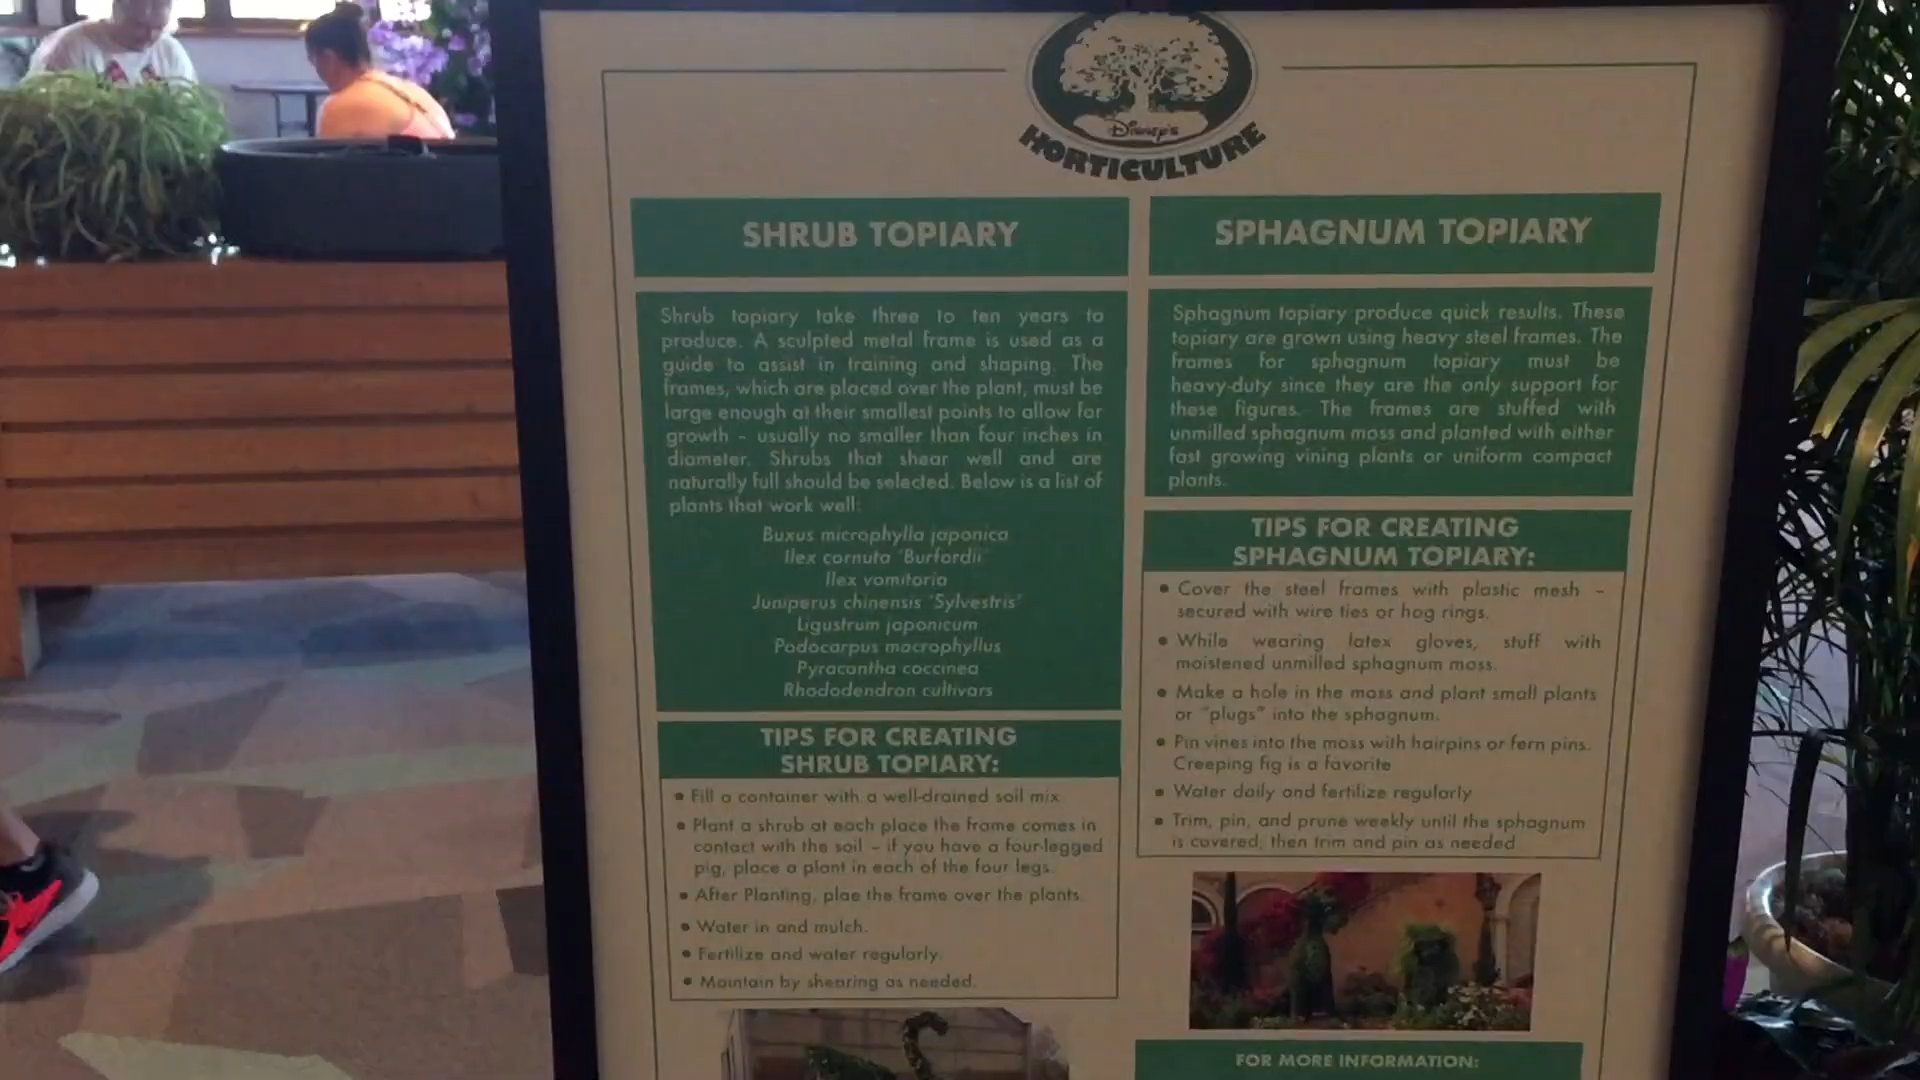 Disney's
HORTICULTURE
SHRUB TOPIARY
Shrub topiary take three to ten years to
produce. A sculpted metal frame is used as a
guide to assist in training and shaping. The
frames, which are placed over the plant, must be
large enough at their smallest points to allow for
growth – usually no smaller than four inches in
diameter. Shrubs that shear well and are
naturally full should be selected. Below is a list of
plants that work well:
Buxus microphylla japonica
Ilex cornuta 'Burfordii'
Ilex vomitoria
Juniperus chinensis 'Sylvestris'
Ligustrum japonicum
Podocarpus macrophyllus
Pyracantha coccinea
Rhododendron cultivars
TIPS FOR CREATING
SHRUB TOPIARY:
• Fill a container with a well-drained soil mix
• Plant a shrub at each place the frame comes in
contact with the soil – if you have a four-legged
pig, place a plant in each of the four legs.
• After Planting, plae the frame over the plants.
• Water in and mulch.
• Fertilize and water regularly.
• Maintain by shearing as needed.
SPHAGNUM TOPIARY
Sphagnum topiary produce quick results. These
topiary are grown using heavy steel frames. The
frames for sphagnum topiary must be
heavy-duty since they are the only support for
these figures. The frames are stuffed with
unmilled sphagnum moss and planted with either
fast growing vining plants or uniform compact
plants.
TIPS FOR CREATING
SPHAGNUM TOPIARY:
• Cover the steel frames with plastic mesh –
secured with wire ties or hog rings.
• While wearing latex gloves, stuff with
moistened unmilled sphagnum moss.
• Make a hole in the moss and plant small plants
or "plugs" into the sphagnum.
• Pin vines into the moss with hairpins or fern pins.
Creeping fig is a favorite
• Water daily and fertilize regularly
• Trim, pin, and prune weekly until the sphagnum
is covered, then trim and pin as needed
FOR MORE INFORMATION: